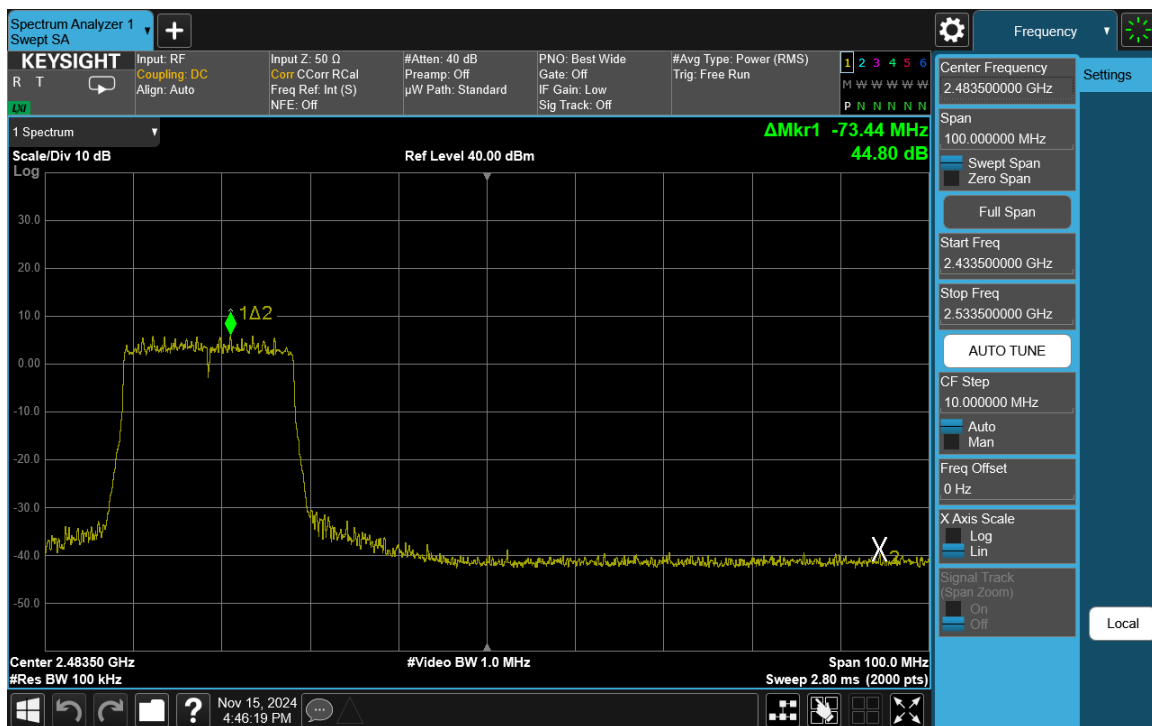 Spectrum Analyzer 1
Swept SA
Frequency
KEYSIGHT
R T
LXI
Input: RF
Coupling: DC
Align: Auto
Input Z: 50 Ω
Corr CCorr RCal
Freq Ref: Int (S)
NFE: Off
#Atten: 40 dB
Preamp: Off
µW Path: Standard
PNO: Best Wide
Gate: Off
IF Gain: Low
Sig Track: Off
#Avg Type: Power (RMS)
Trig: Free Run
1 2 3 4 5 6
M W W W W W
P N N N N N
1 Spectrum
Scale/Div 10 dB
Log
Ref Level 40.00 dBm
ΔMkr1 -73.44 MHz
44.80 dB
30.0
20.0
10.0
0.00
-10.0
-20.0
-30.0
-40.0
-50.0
1Δ2
X2
Center 2.48350 GHz
#Res BW 100 kHz
#Video BW 1.0 MHz
Span 100.0 MHz
Sweep 2.80 ms (2000 pts)
Nov 15, 2024
4:46:19 PM
Center Frequency
2.483500000 GHz
Settings
Span
100.000000 MHz
Swept Span
Zero Span
Full Span
Start Freq
2.433500000 GHz
Stop Freq
2.533500000 GHz
AUTO TUNE
CF Step
10.000000 MHz
Auto
Man
Freq Offset
0 Hz
X Axis Scale
Log
Lin
Signal Track
(Span Zoom)
On
Off
Local